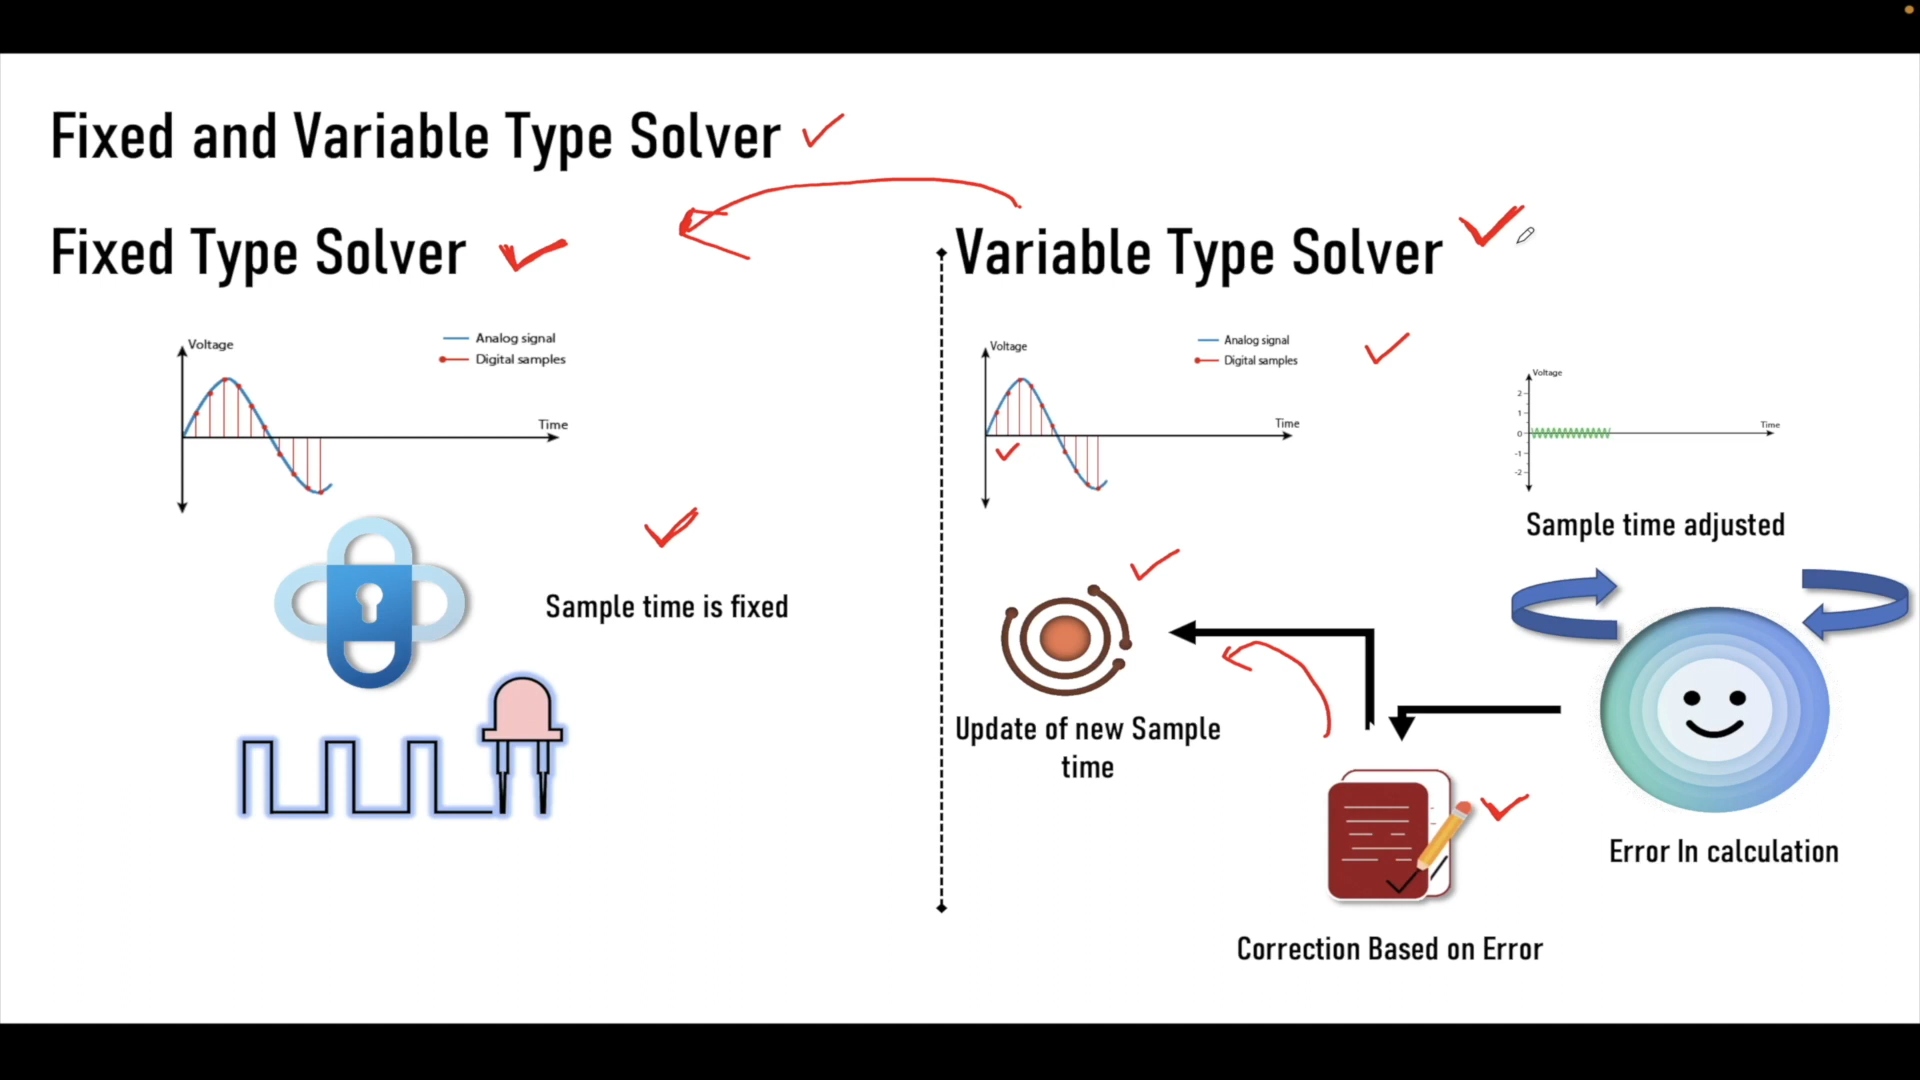 Fixed and Variable Type Solver
Fixed Type Solver
Voltage
Analog signal
Digital samples
Time
Sample time is fixed
Variable Type Solver
Voltage
Analog signal
Digital samples
Time
Voltage
2
1
0
-1
-2
Time
Sample time adjusted
Update of new Sample
time
Error In calculation
Correction Based on Error